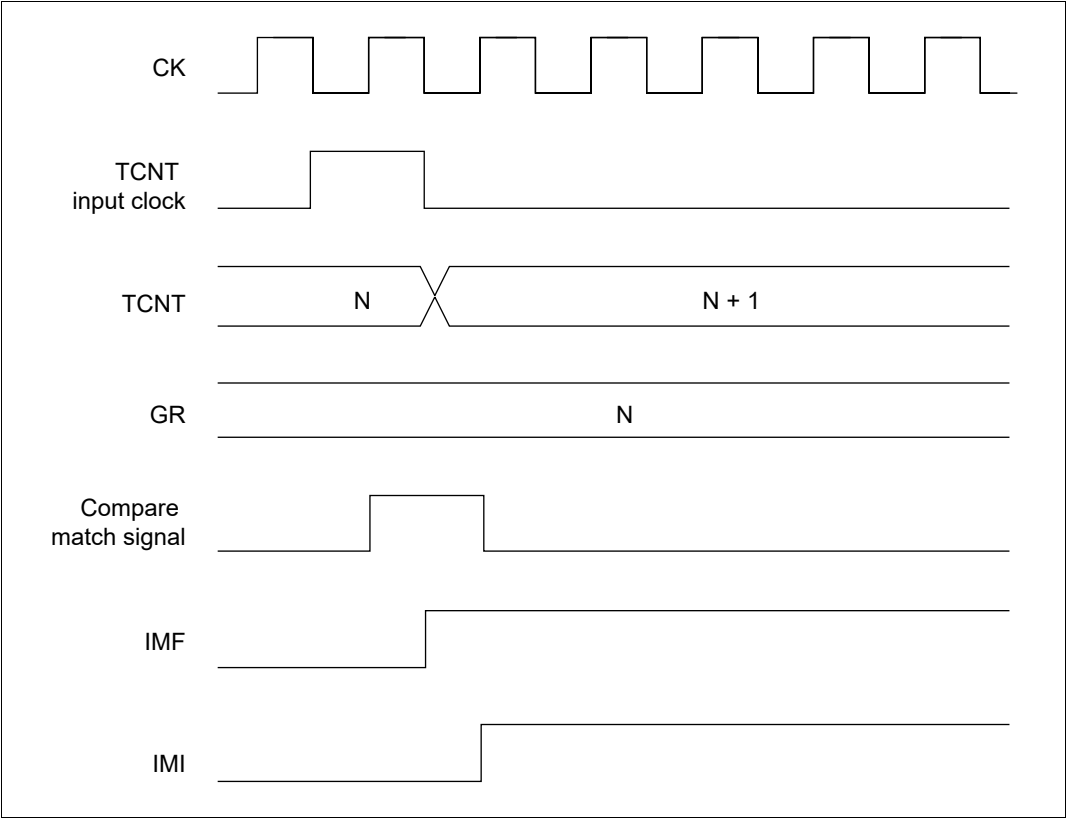 CK
TCNT
input clock
TCNT
N
N + 1
GR
N
Compare
match signal
IMF
IMI